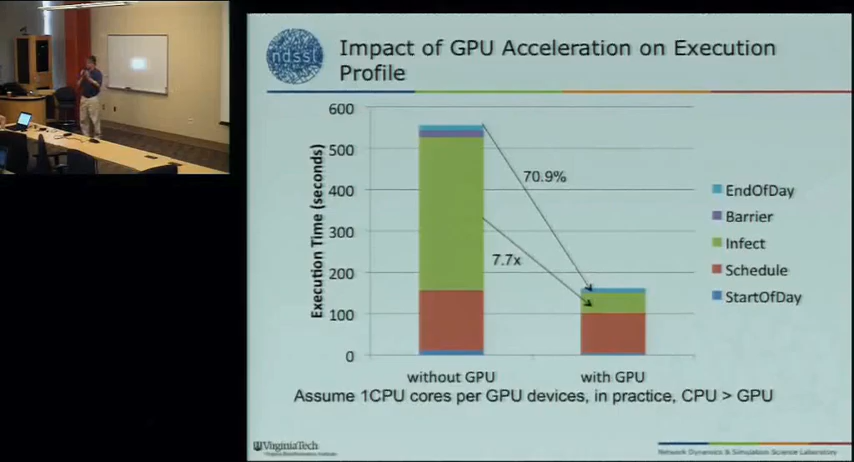 ndssl
Impact of GPU Acceleration on Execution
Profile
Execution Time (seconds)
600
500
400
300
200
100
0
70.9%
7.7x
EndOfDay
Barrier
Infect
Schedule
StartOfDay
without GPU
with GPU
Assume 1CPU cores per GPU devices, in practice, CPU > GPU
VirginiaTech
Network Dynamics & Simulation Science Laboratory